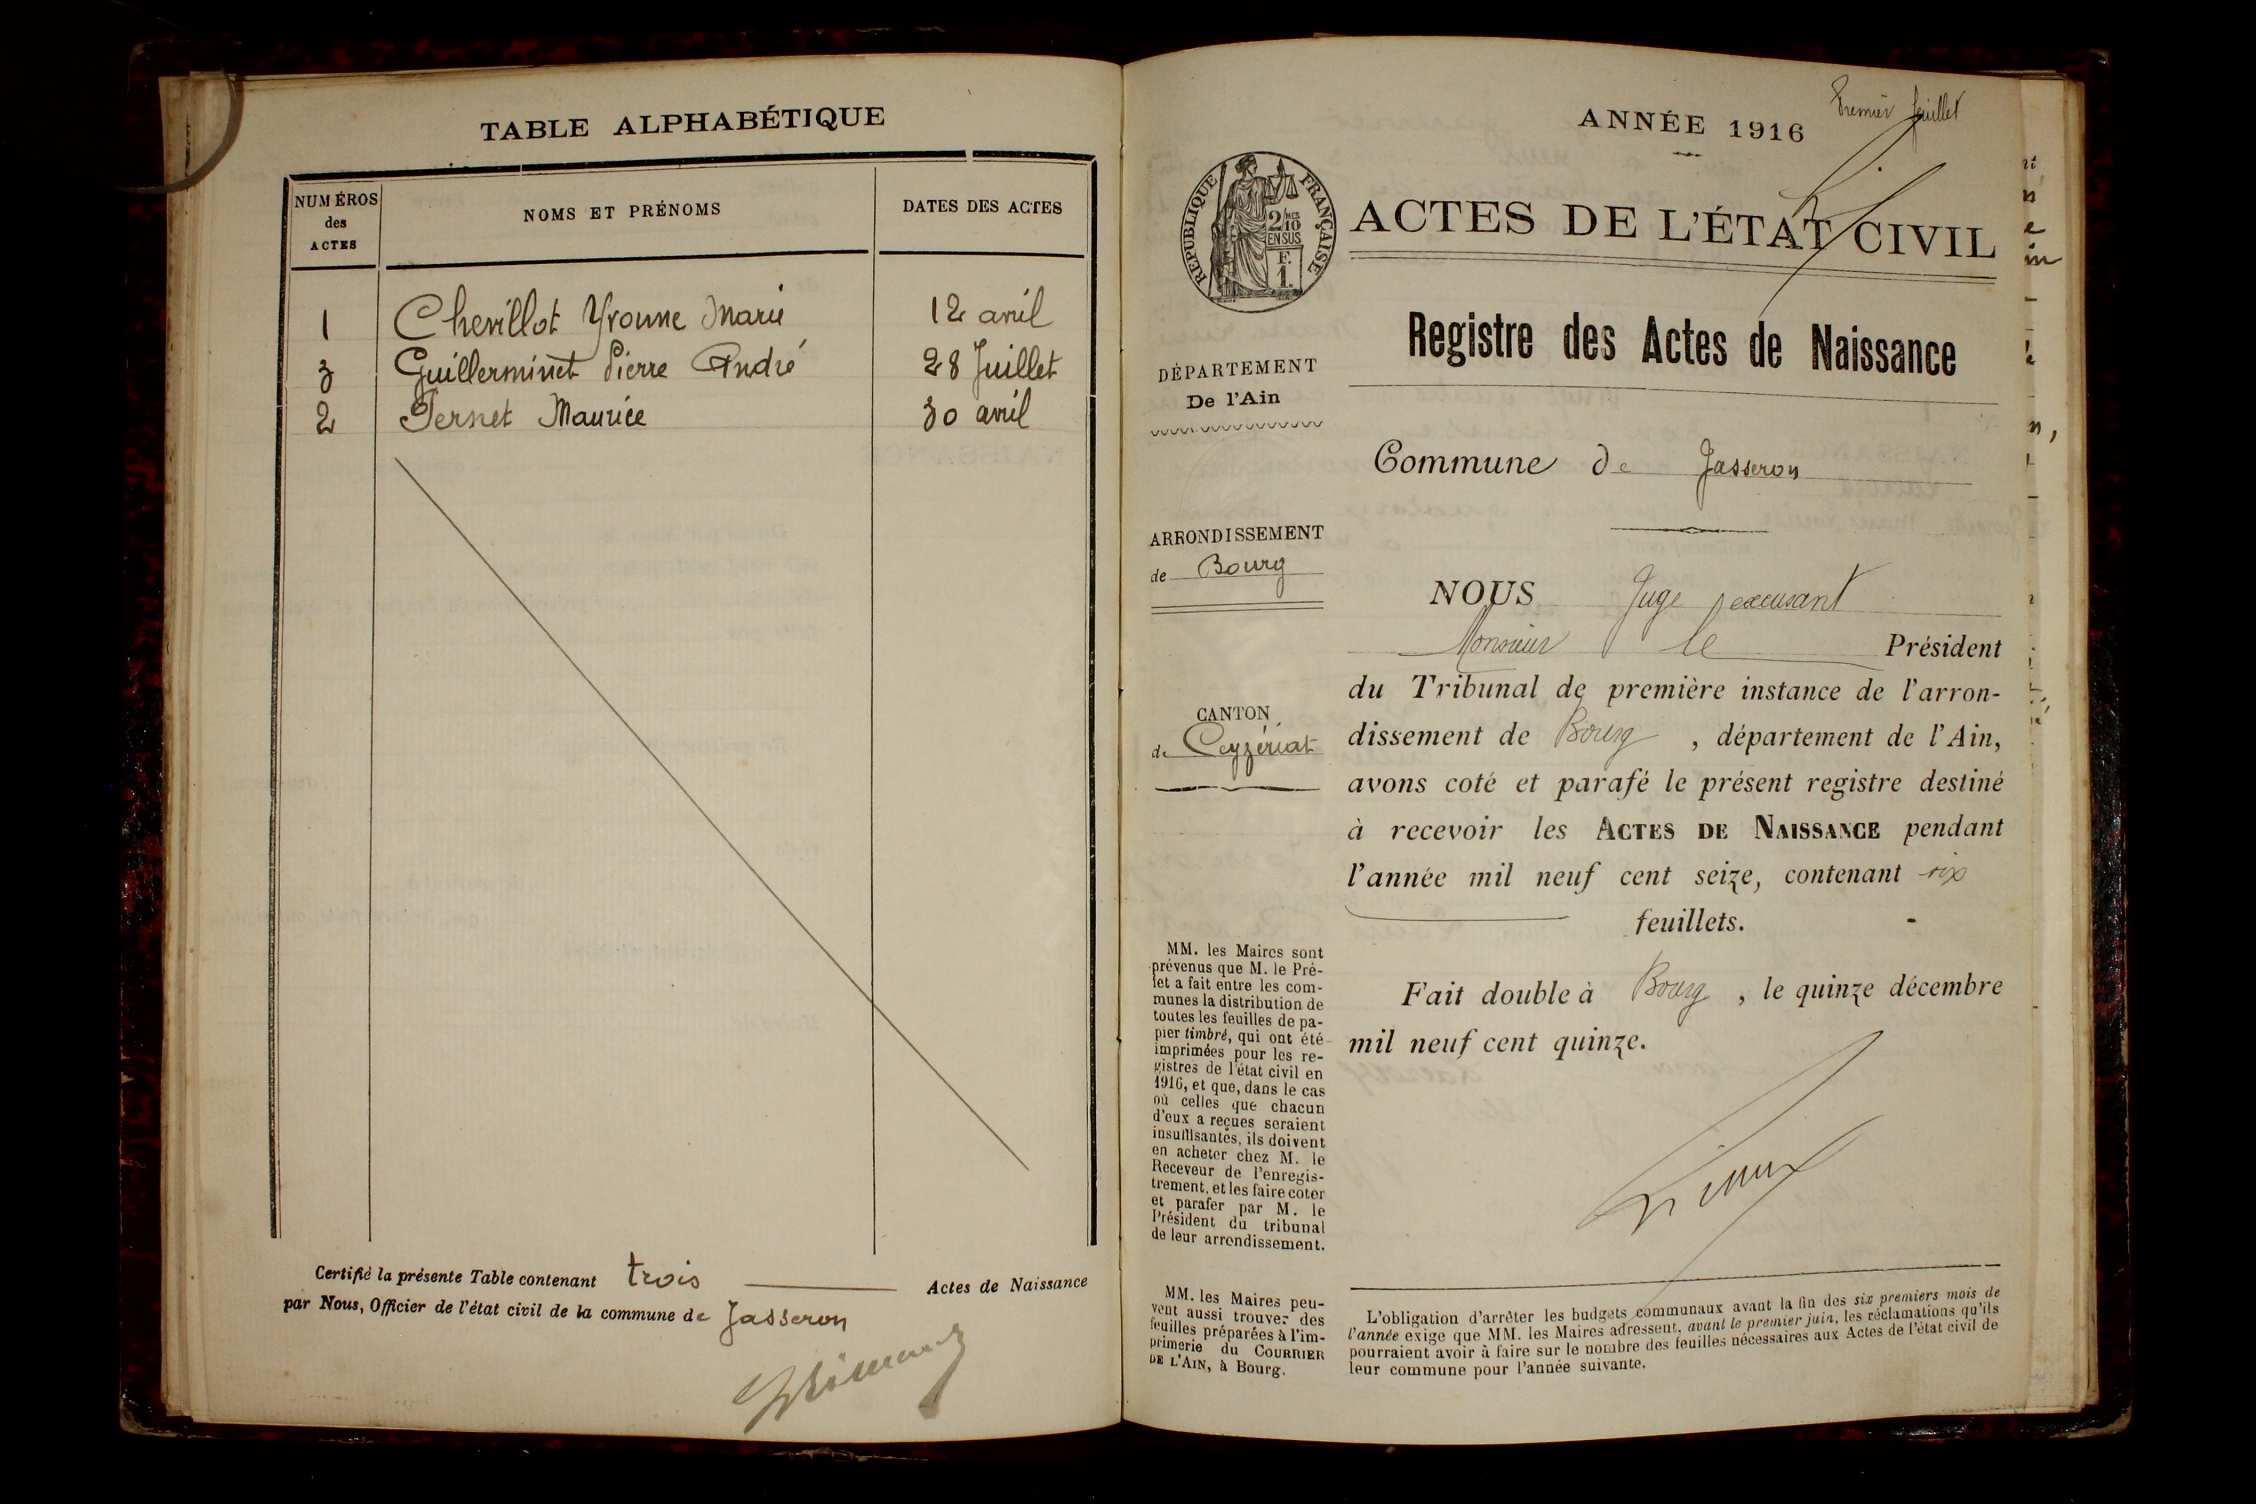 TABLE ALPHABÉTIQUE
NUMÉROS
des
ACTES
NOMS ET PRÉNOMS
DATES DES ACTES
1 Chevillot Yvonne Marie 12 avril
3 Guillerminet Pierre André 28 Juillet
2 Pernet Maurice 30 avril
Certifié la présente Table contenant trois Actes de Naissance
par Nous, Officier de l'état civil de la commune de Jasseron
Premier feuillet
ANNÉE 1916
RÉPUBLIQUE FRANÇAISE
2/10
EN SUS
F.
1.
ACTES DE L'ÉTAT CIVIL
Registre des Actes de Naissance
DÉPARTEMENT
De l'Ain
Commune de Jasseron
ARRONDISSEMENT
de Bourg
CANTON
de Ceyzériat
NOUS Juge excusant
Monsieur le Président
du Tribunal de première instance de l'arron-
dissement de Bourg, département de l'Ain,
avons coté et parafé le présent registre destiné
à recevoir les ACTES DE NAISSANCE pendant
l'année mil neuf cent seize, contenant six
feuillets.
Fait double à Bourg, le quinze décembre
mil neuf cent quinze.
MM. les Maires sont
prévenus que M. le Pré-
fet a fait entre les com-
munes la distribution de
toutes les feuilles de pa-
pier timbré, qui ont été
imprimées pour les re-
gistres de l'état civil en
1916, et que, dans le cas
où celles que chacun
d'eux a reçues seraient
insuffisantes, ils doivent
en acheter chez M. le
Receveur de l'enregis-
trement, et les faire coter
et parafer par M. le
Président du tribunal
de leur arrondissement.
MM. les Maires peu-
vent aussi trouver des
feuilles préparées à l'im-
primerie du COURRIER
DE L'AIN, à Bourg.
L'obligation d'arrêter les budgets communaux avant la fin des six premiers mois de
l'année exige que MM. les Maires adressent, avant le premier juin, les réclamations qu'ils
pourraient avoir à faire sur le nombre des feuilles nécessaires aux Actes de l'état civil de
leur commune pour l'année suivante.